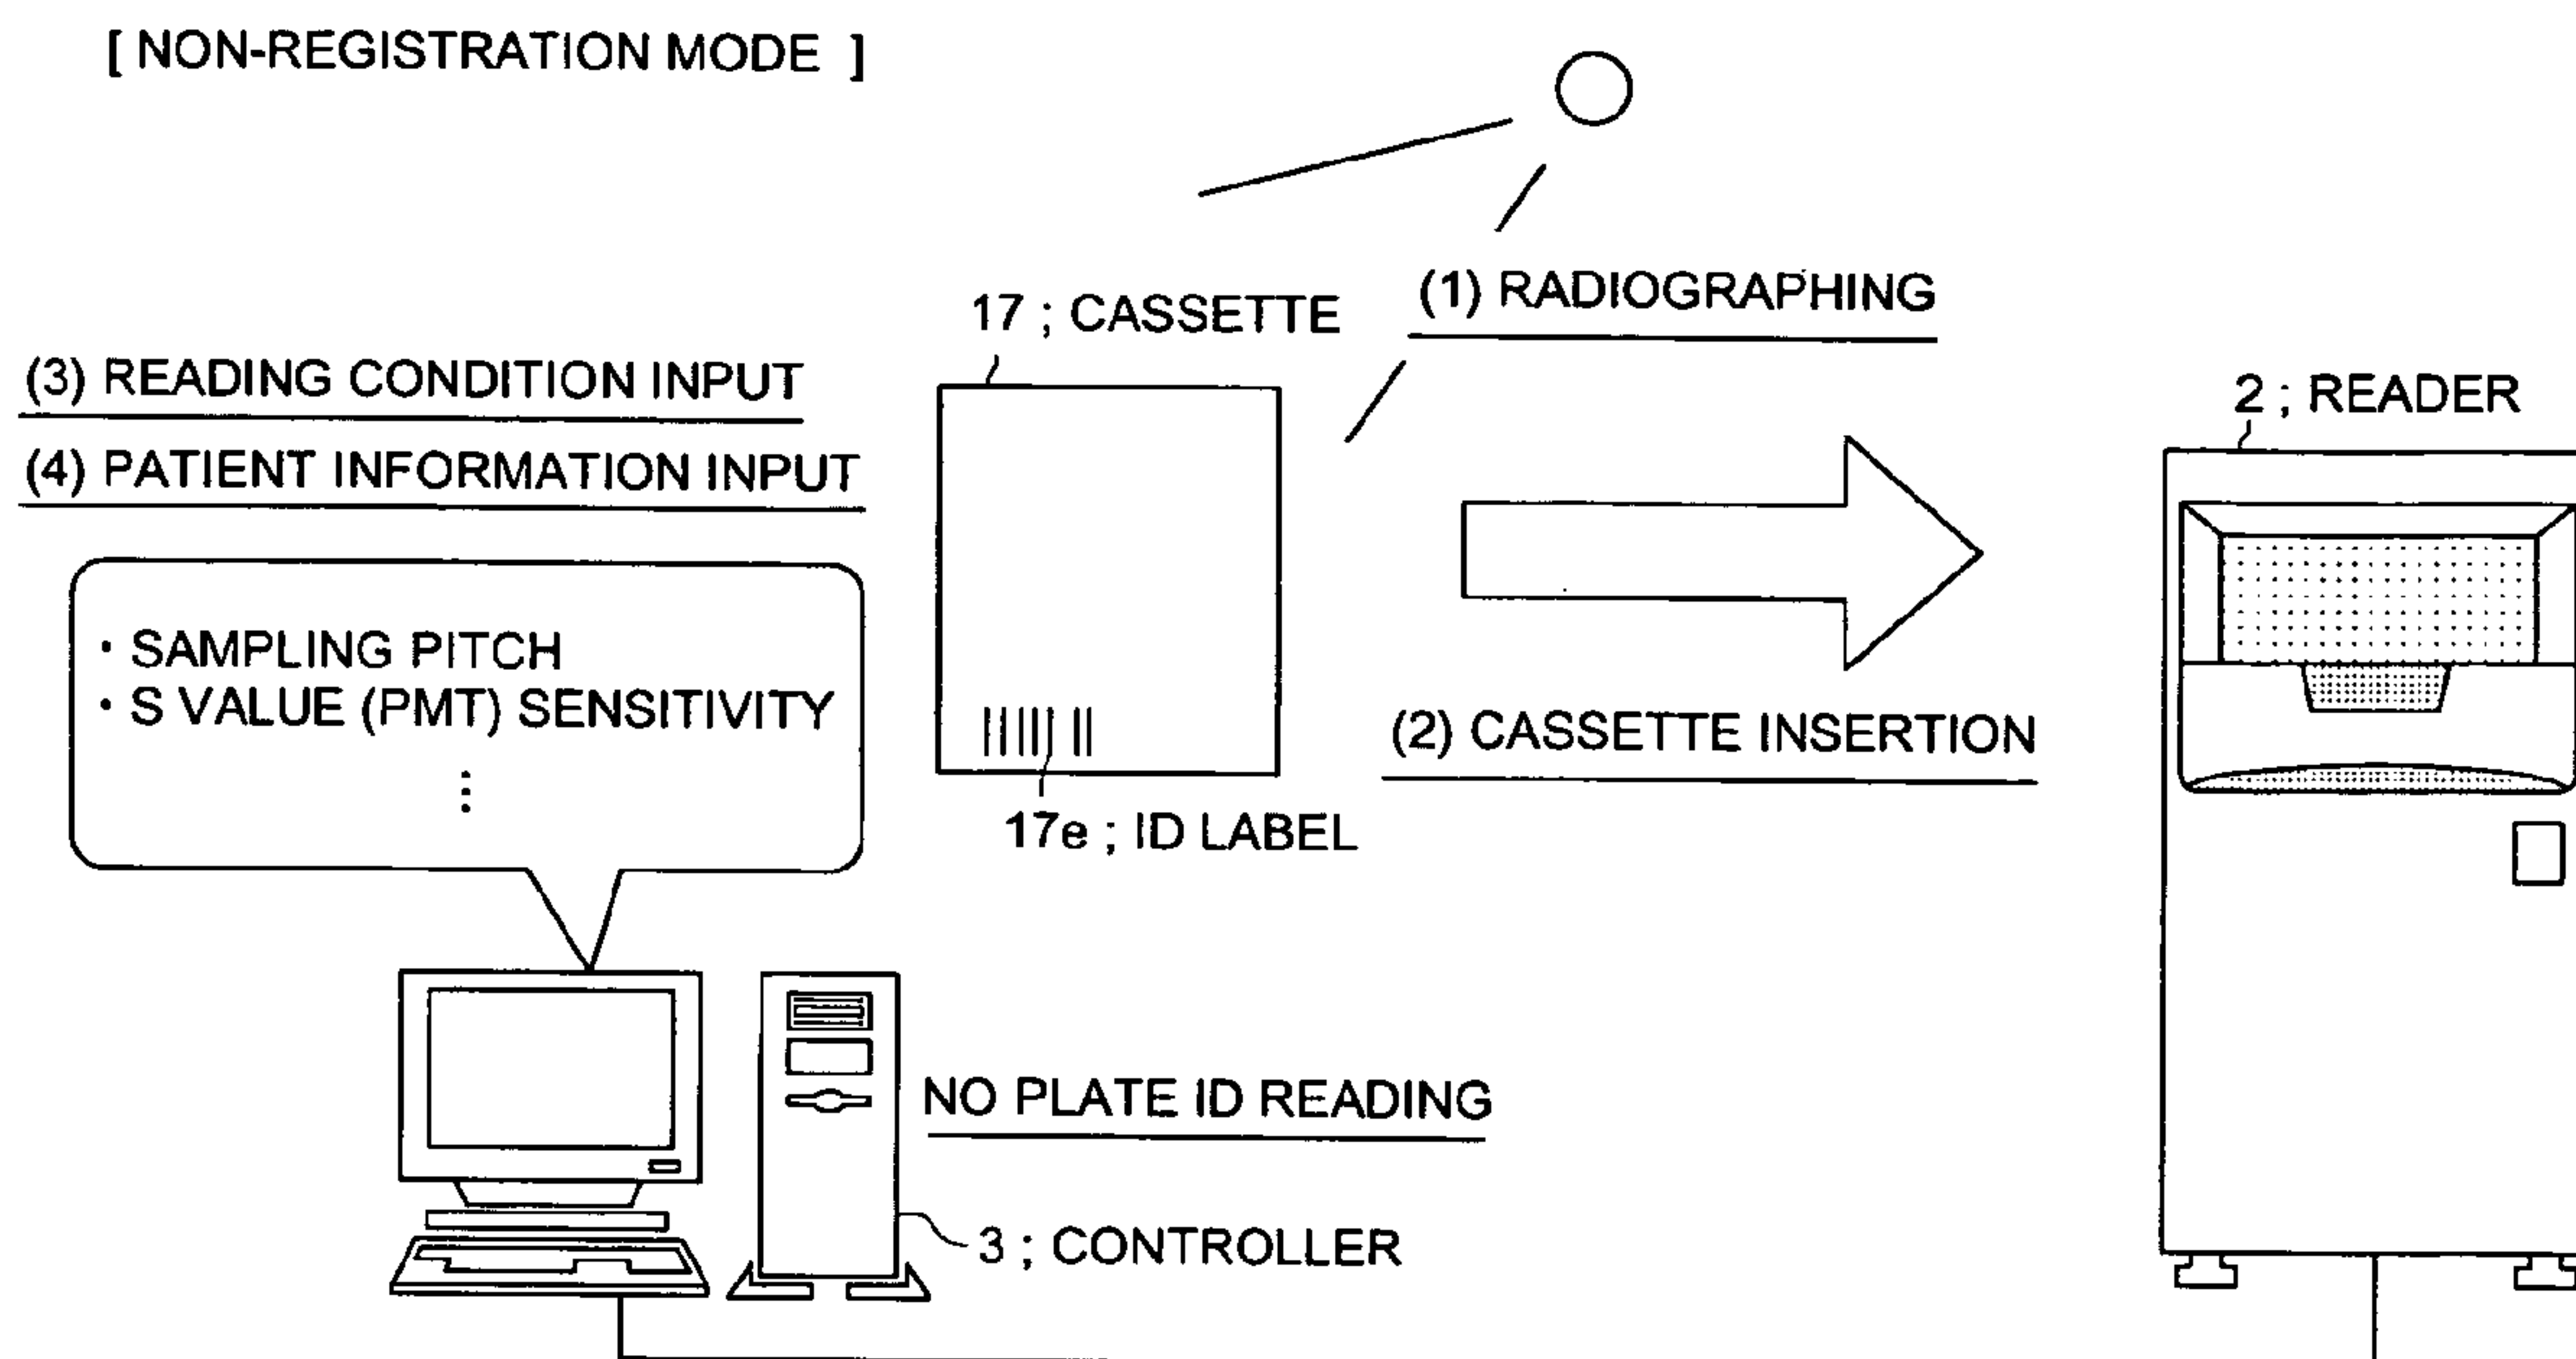 [ NON-REGISTRATION MODE ]
(1) RADIOGRAPHING
17 ; CASSETTE
(3) READING CONDITION INPUT
2 ; READER
(4) PATIENT INFORMATION INPUT
· SAMPLING PITCH
· S VALUE (PMT) SENSITIVITY
⋮
(2) CASSETTE INSERTION
17e ; ID LABEL
NO PLATE ID READING
3 ; CONTROLLER